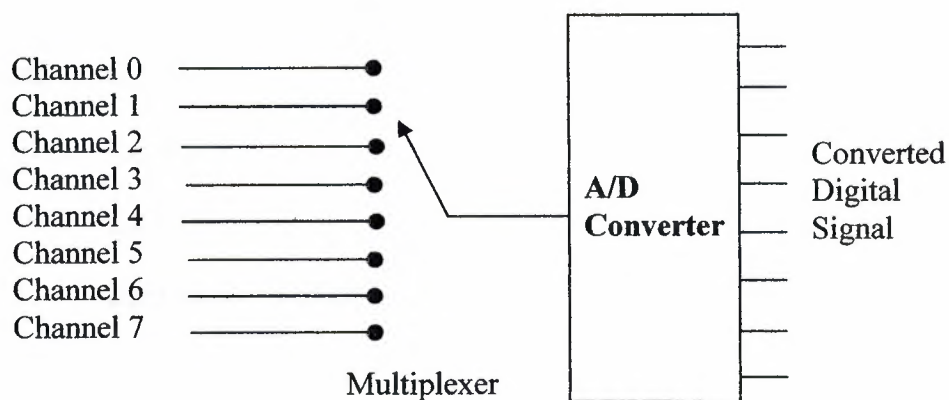 Channel 0
Channel 1
Channel 2
Channel 3
Channel 4
Channel 5
Channel 6
Channel 7
Multiplexer
A/D
Converter
Converted
Digital
Signal